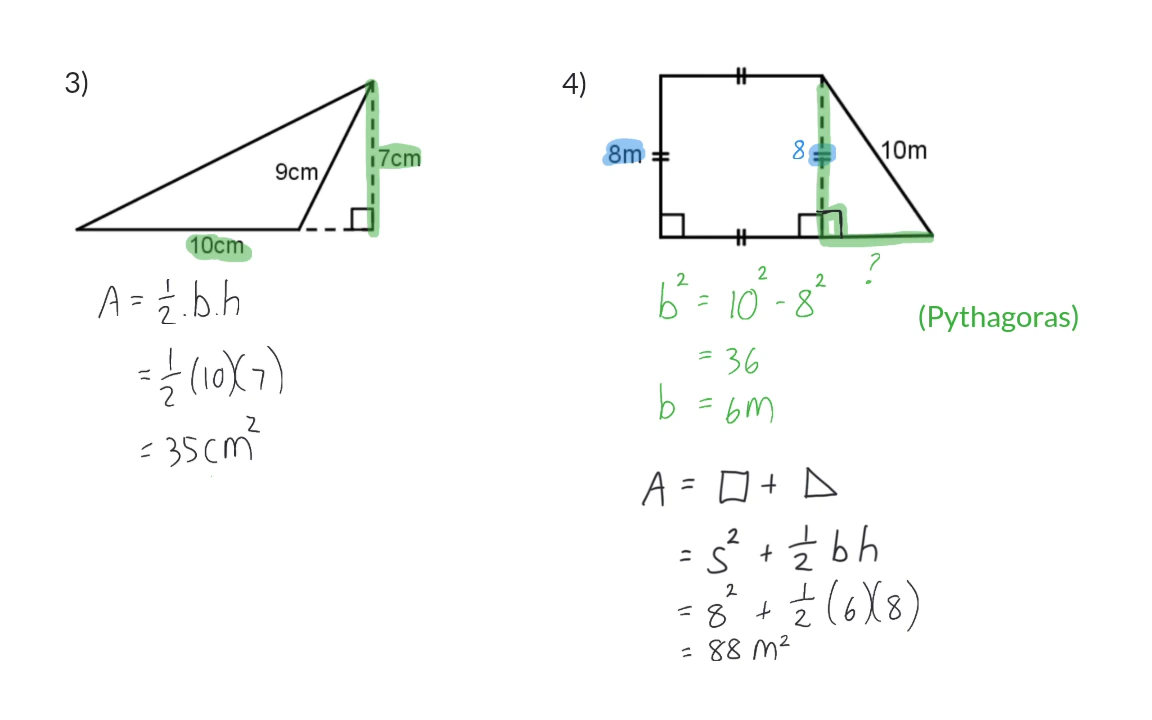 3)
9cm
7cm
10cm
A = 1/2 . b . h
= 1/2 (10)(7)
= 35cm²
4)
8m
8
10m
?
b² = 10² - 8²
(Pythagoras)
= 36
b = 6m
A = □ + ◺
= s² + 1/2 bh
= 8² + 1/2 (6)(8)
= 88 m²